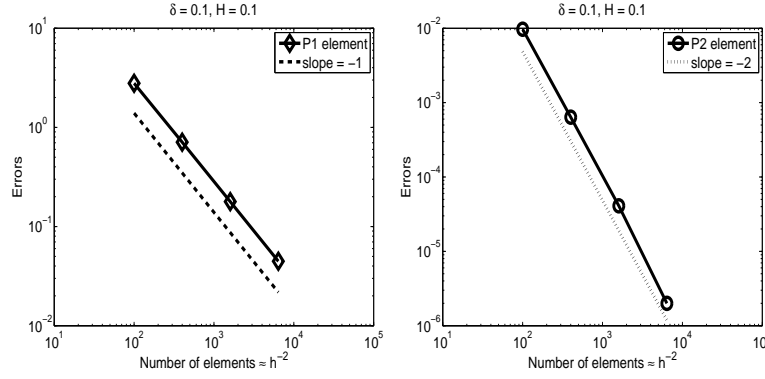 δ = 0.1, H = 0.1
10^1
10^0
10^-1
10^-2
Errors
P1 element
slope = −1
10^1
10^2
10^3
10^4
10^5
Number of elements ≈ h^-2
δ = 0.1, H = 0.1
10^-2
10^-3
10^-4
10^-5
10^-6
Errors
P2 element
slope = −2
10^1
10^2
10^3
10^4
10^5
Number of elements ≈ h^-2